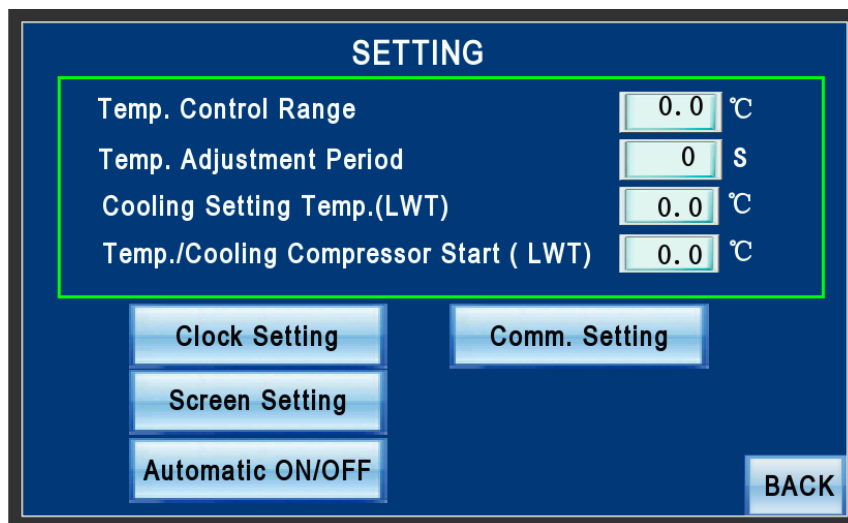 SETTING
Temp. Control Range 0.0 ℃
Temp. Adjustment Period 0 S
Cooling Setting Temp.(LWT) 0.0 ℃
Temp./Cooling Compressor Start ( LWT) 0.0 ℃
Clock Setting Comm. Setting
Screen Setting
Automatic ON/OFF
BACK